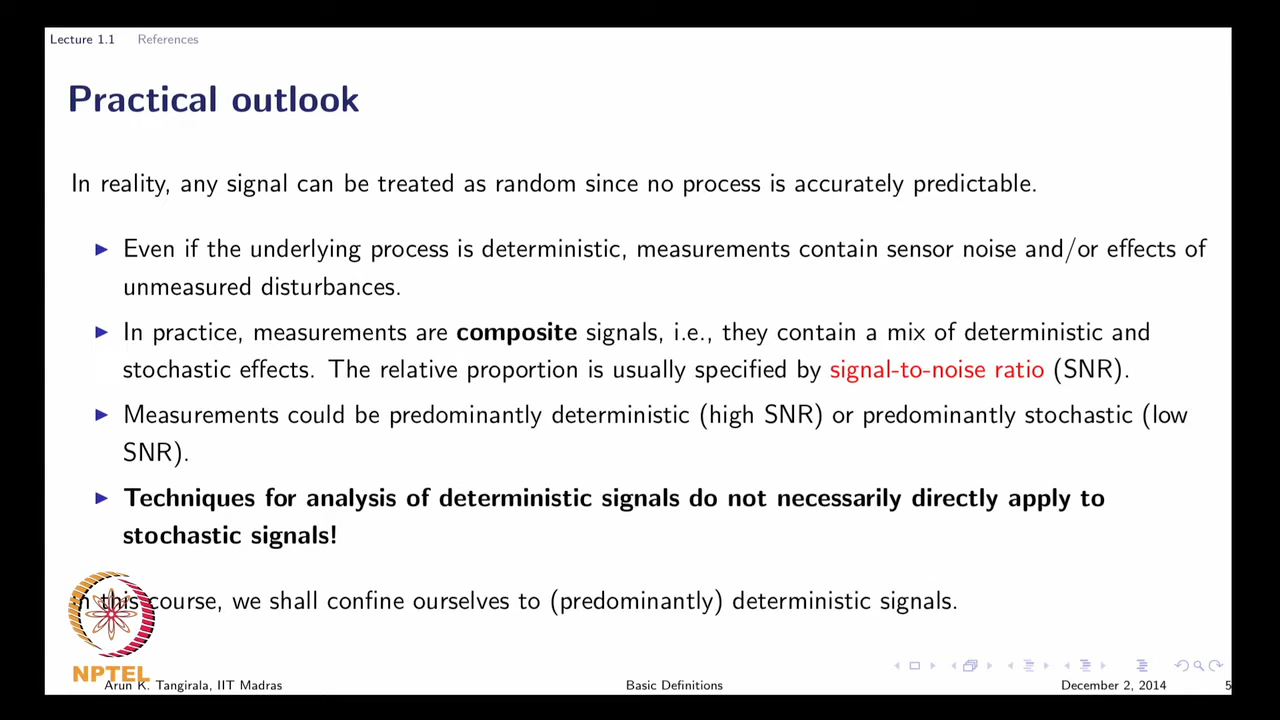 Lecture 1.1 References
Practical outlook
In reality, any signal can be treated as random since no process is accurately predictable.
▶ Even if the underlying process is deterministic, measurements contain sensor noise and/or effects of
unmeasured disturbances.
▶ In practice, measurements are composite signals, i.e., they contain a mix of deterministic and
stochastic effects. The relative proportion is usually specified by signal-to-noise ratio (SNR).
▶ Measurements could be predominantly deterministic (high SNR) or predominantly stochastic (low
SNR).
▶ Techniques for analysis of deterministic signals do not necessarily directly apply to
stochastic signals!
In this course, we shall confine ourselves to (predominantly) deterministic signals.
NPTEL
Arun K. Tangirala, IIT Madras Basic Definitions December 2, 2014 5